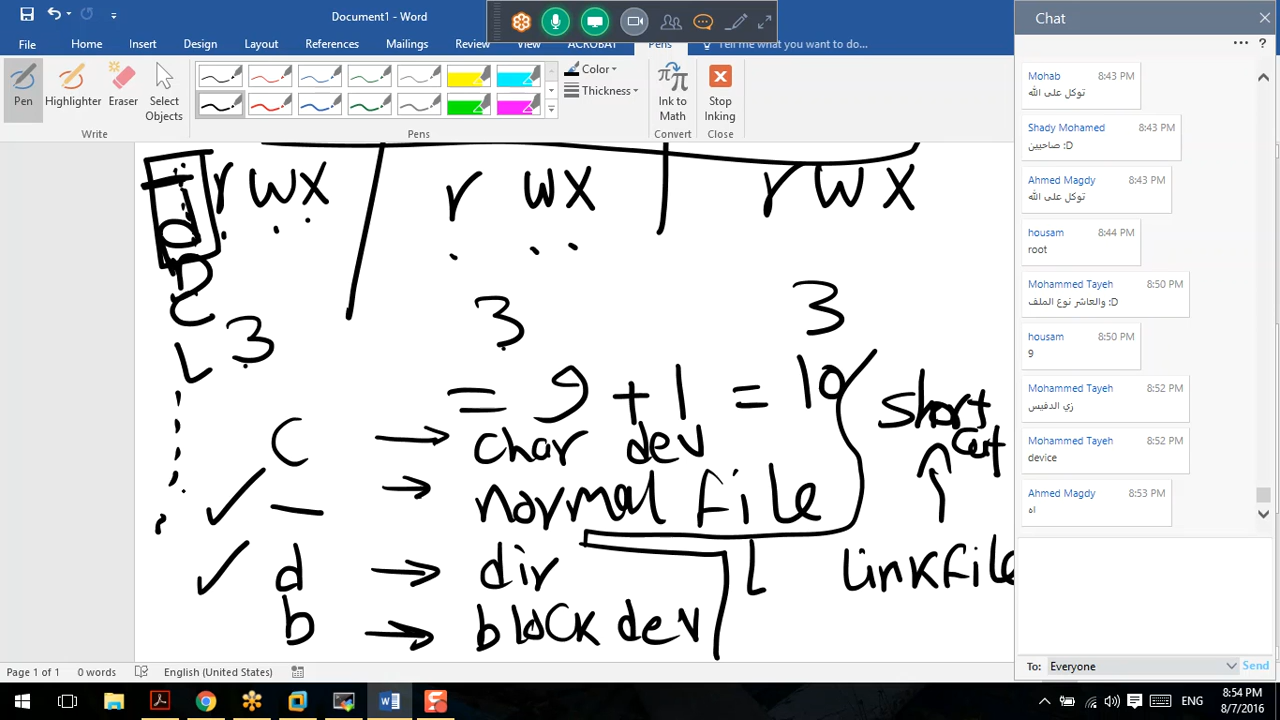 Document1 - Word
File Home Insert Design Layout References Mailings Review View ACROBAT Pens Tell me what you want to do...
Pen Highlighter Eraser Select Objects
Color
Thickness
Ink to Math
Stop Inking
Write Pens Convert Close
r w x r w x r w x
d
D
C
L
3 3 3
= 9 + 1 = 10
short cut
C → char dev
— → normal file
d → dir L linkfile
b → block dev
Chat
Mohab 8:43 PM
توكل على الله
Shady Mohamed 8:43 PM
صاحبين :D
Ahmed Magdy 8:43 PM
توكل على الله
housam 8:44 PM
root
Mohammed Tayeh 8:50 PM
والعاشر نوع الملف :D
housam 8:50 PM
9
Mohammed Tayeh 8:52 PM
زي الدفيس
Mohammed Tayeh 8:52 PM
device
Ahmed Magdy 8:53 PM
اه
To: Everyone Send
Page 1 of 1 0 words English (United States) 100%
ENG 8:54 PM
8/7/2016